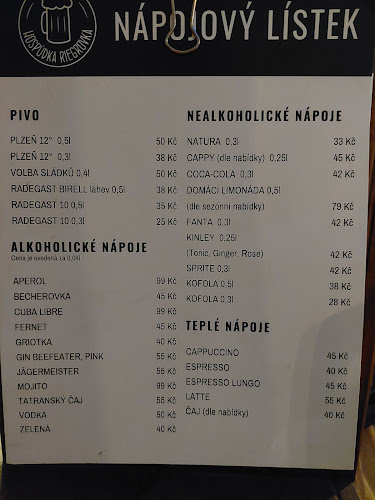 HOSPŮDKA RIEGROVKA
NÁPOJOVÝ LÍSTEK
PIVO
PLZEŇ 12° 0,5l 50 Kč
PLZEŇ 12° 0,3l 38 Kč
VOLBA SLÁDKŮ 0,4l 50 Kč
RADEGAST BIRELL láhev 0,5l 38 Kč
RADEGAST 10 0,5l 35 Kč
RADEGAST 10 0,3l 25 Kč
ALKOHOLICKÉ NÁPOJE
Cena je uvedená za 0,04l
APEROL 99 Kč
BECHEROVKA 45 Kč
CUBA LIBRE 99 Kč
FERNET 45 Kč
GRIOTKA 40 Kč
GIN BEEFEATER, PINK 55 Kč
JÄGERMEISTER 55 Kč
MOJITO 99 Kč
TATRANSKÝ ČAJ 55 Kč
VODKA 50 Kč
ZELENÁ 40 Kč
NEALKOHOLICKÉ NÁPOJE
NATURA 0,3l 33 Kč
CAPPY (dle nabídky) 0,25l 45 Kč
COCA-COLA 0,3l 42 Kč
DOMÁCÍ LIMONÁDA 0,5l
(dle sezónní nabídky) 79 Kč
FANTA 0,3l 42 Kč
KINLEY 0,25l
(Tonic, Ginger, Rose) 42 Kč
SPRITE 0,3l 42 Kč
KOFOLA 0,5l 38 Kč
KOFOLA 0,3l 28 Kč
TEPLÉ NÁPOJE
CAPPUCCINO 45 Kč
ESPRESSO 40 Kč
ESPRESSO LUNGO 45 Kč
LATTE 55 Kč
ČAJ (dle nabídky) 40 Kč